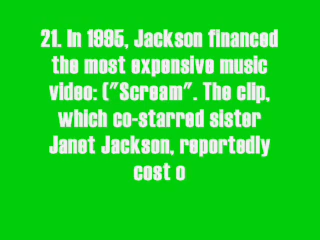 21. In 1995, Jackson financed
the most expensive music
video: ("Scream". The clip,
which co-starred sister
Janet Jackson, reportedly
cost o